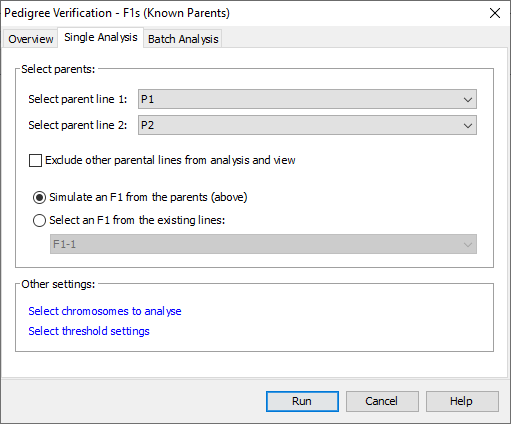 Pedigree Verification - F1s (Known Parents)
Overview Single Analysis Batch Analysis
Select parents:
Select parent line 1: P1
Select parent line 2: P2
Exclude other parental lines from analysis and view
Simulate an F1 from the parents (above)
Select an F1 from the existing lines:
F1-1
Other settings:
Select chromosomes to analyse
Select threshold settings
Run Cancel Help